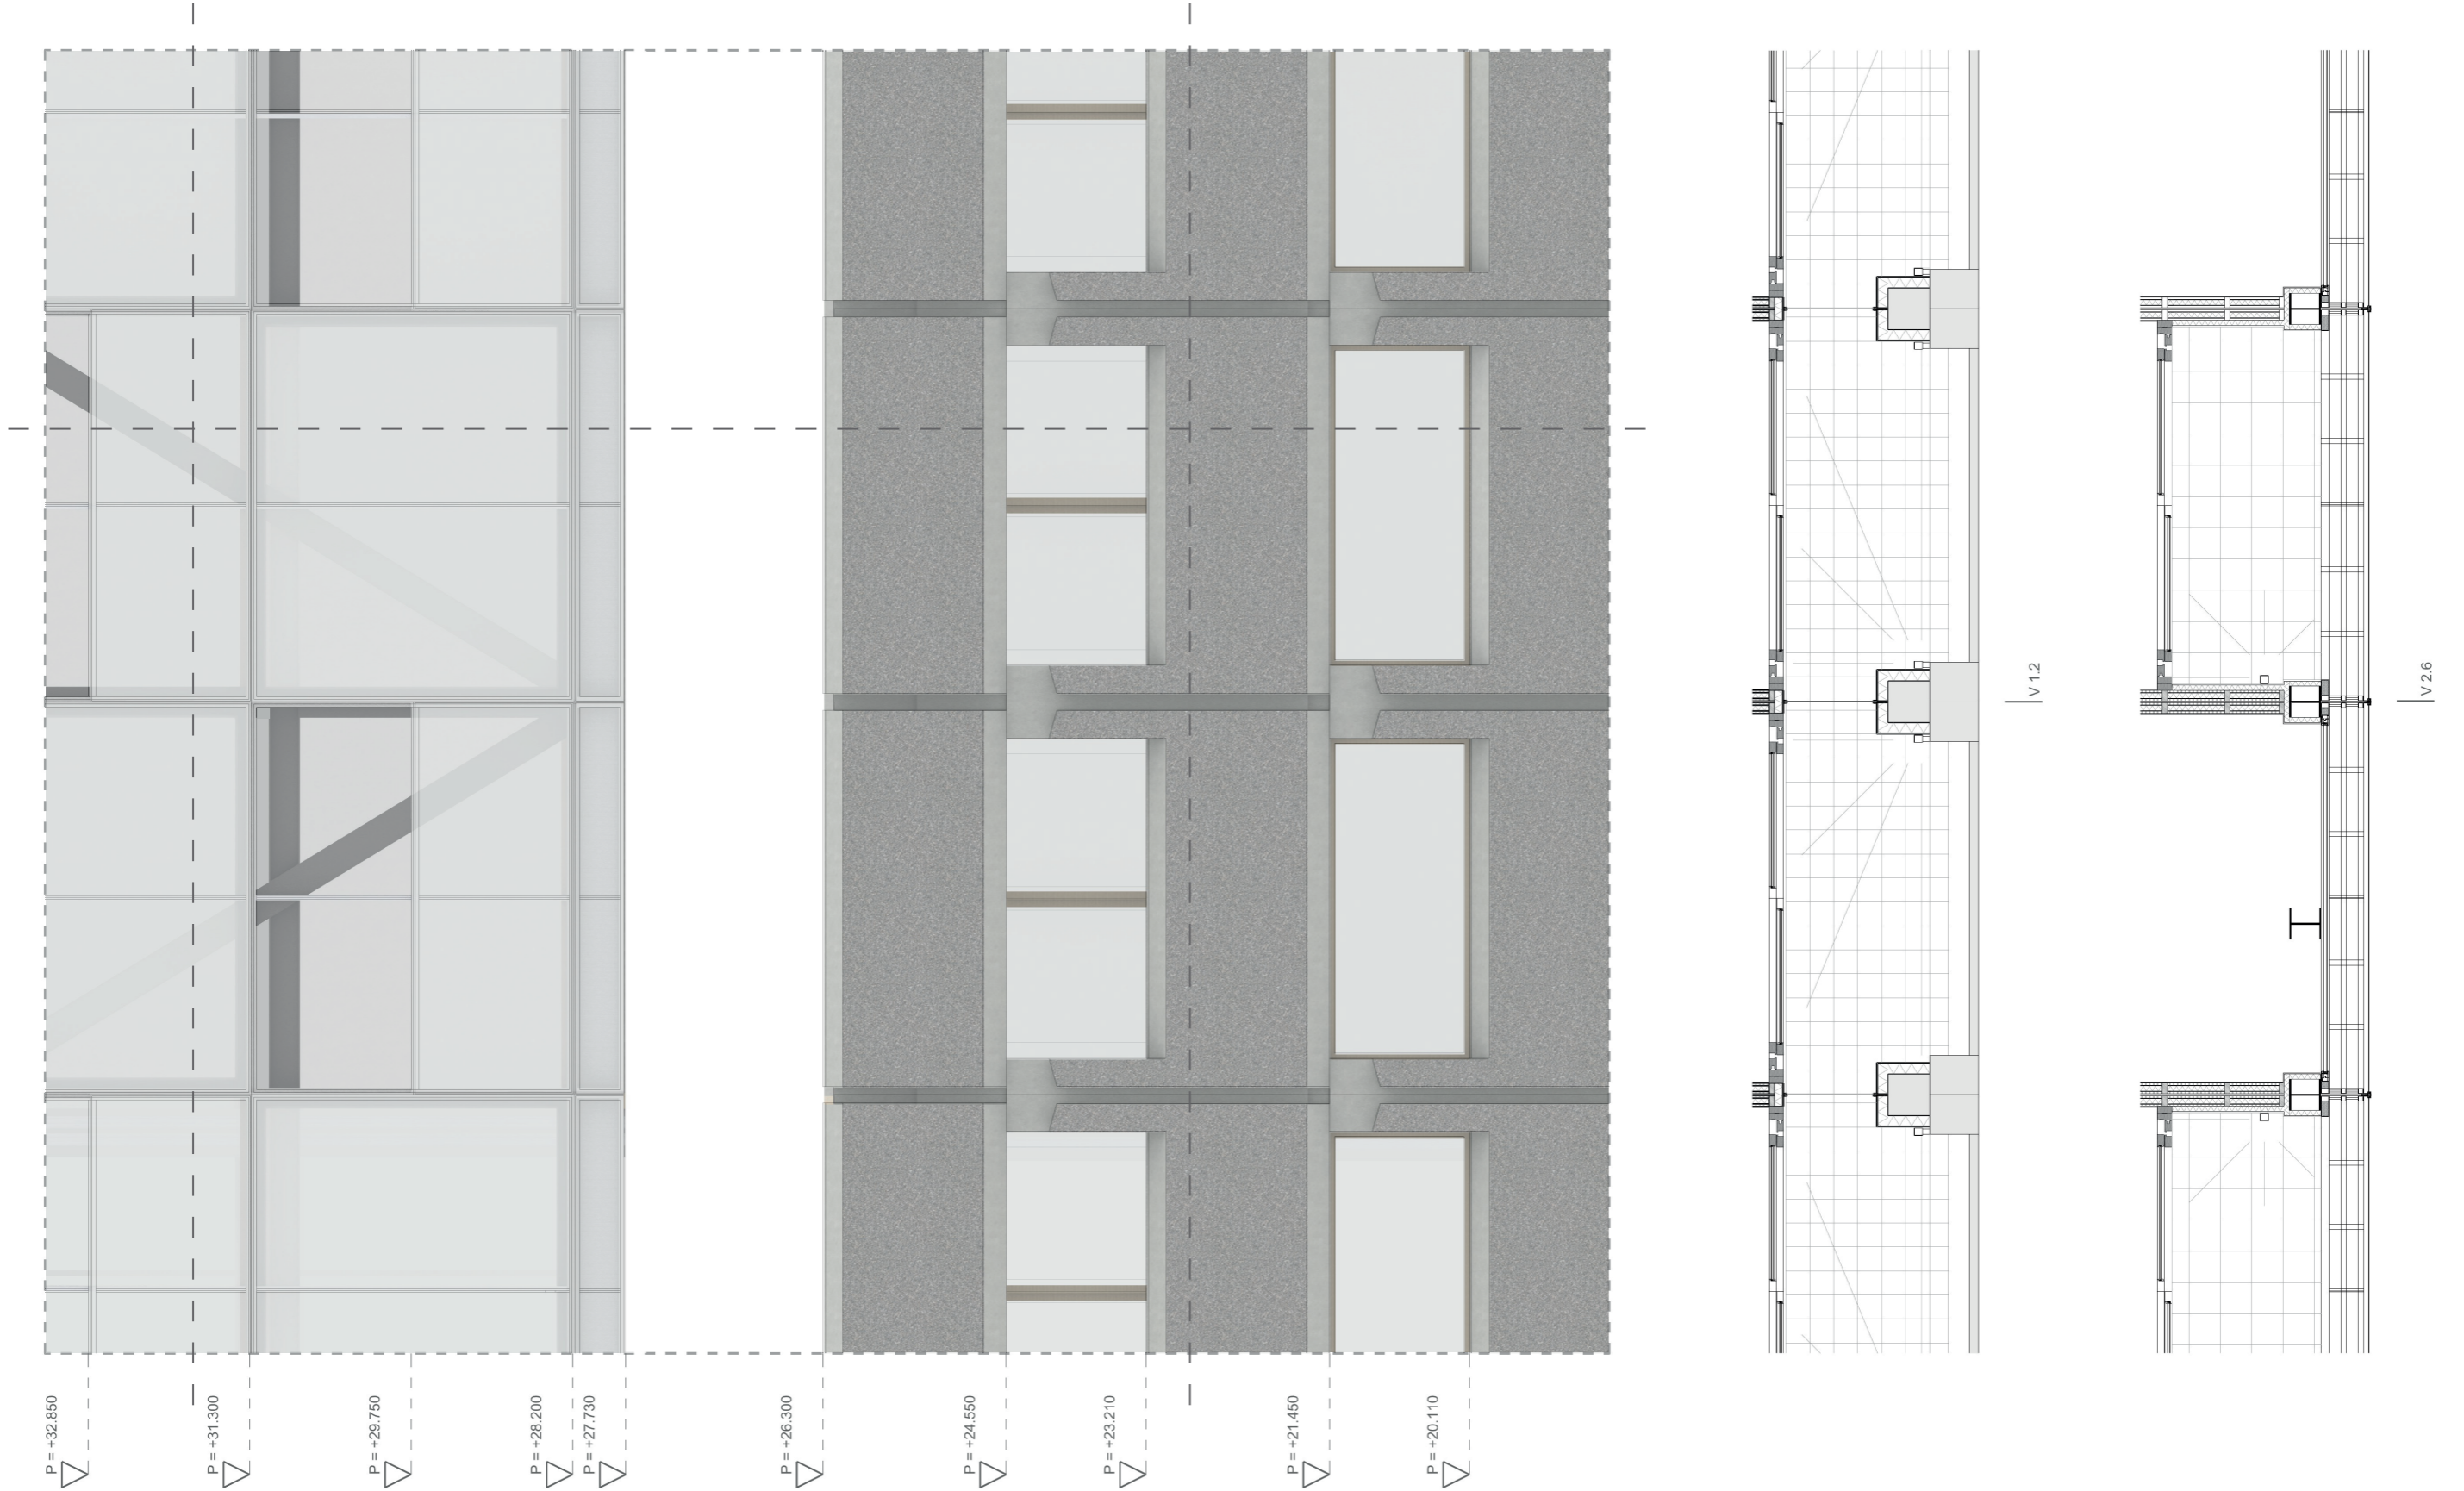 P = +32.850
P = +31.300
P = +29.750
P = +28.200
P = +27.730
P = +26.300
P = +24.550
P = +23.210
P = +21.450
P = +20.110
V 1.2
V 2.6